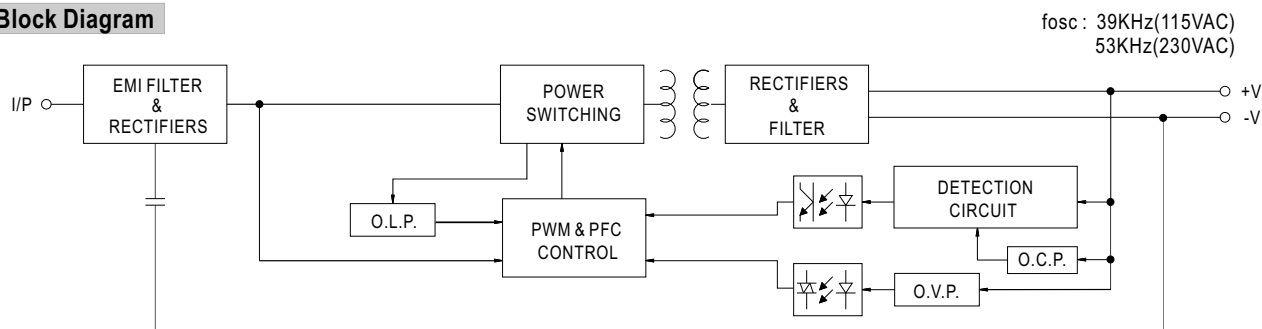 Block Diagram
fosc : 39KHz(115VAC)
53KHz(230VAC)
I/P
EMI FILTER
&
RECTIFIERS
POWER
SWITCHING
RECTIFIERS
&
FILTER
+V
-V
O.L.P.
PWM & PFC
CONTROL
DETECTION
CIRCUIT
O.C.P.
O.V.P.